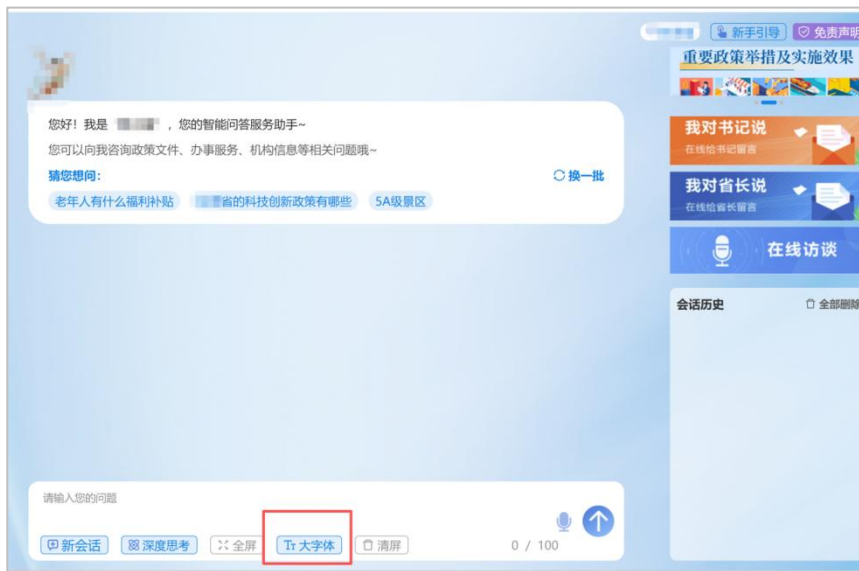 新手引导
免责声明
重要政策举措及实施效果
您好！我是 ，您的智能问答服务助手~
您可以向我咨询政策文件、办事服务、机构信息等相关问题哦~
猜您想问：
换一批
老年人有什么福利补贴
省的科技创新政策有哪些
5A级景区
我对书记说
在线给书记留言
我对省长说
在线给省长留言
在线访谈
会话历史
全部删除
请输入您的问题
新会话
深度思考
全屏
Tr 大字体
清屏
0 / 100